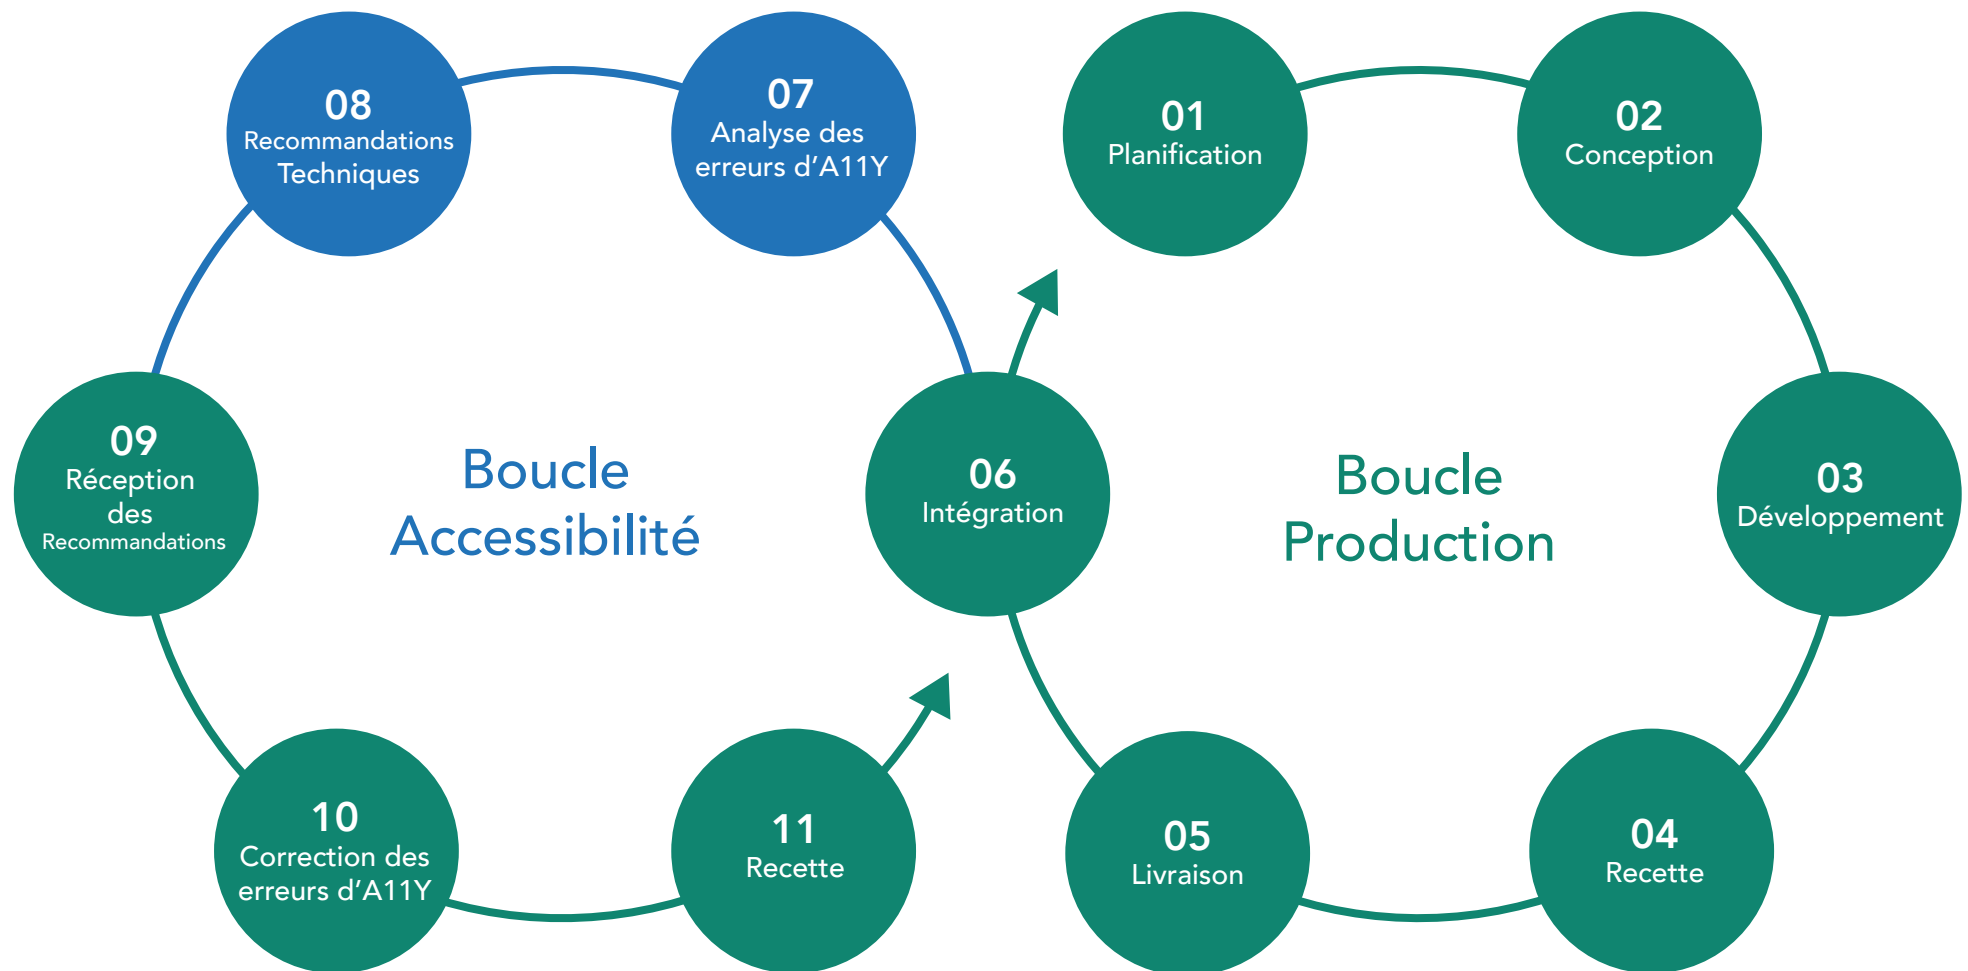 08
Recommandations
Techniques
07
Analyse des
erreurs d’A11Y
01
Planification
02
Conception
09
Réception
des
Recommandations
Boucle
Accessibilité
06
Intégration
Boucle
Production
03
Développement
10
Correction des
erreurs d’A11Y
11
Recette
05
Livraison
04
Recette